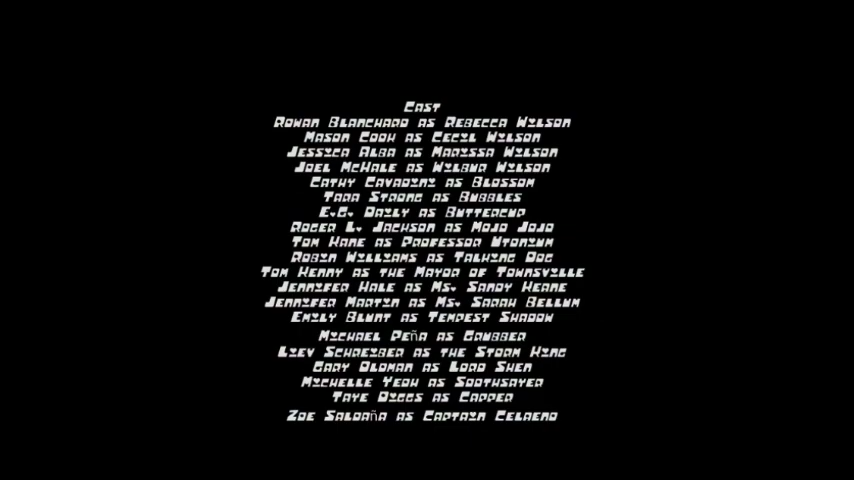 Cast
Rowan Blanchard as Rebecca Wilson
Mason Cook as Cecil Wilson
Jessica Alba as Marissa Wilson
Joel McHale as Wilbur Wilson
Cathy Cavadini as Blossom
Tara Strong as Bubbles
E.G. Daily as Buttercup
Roger L. Jackson as Mojo Jojo
Tom Kane as Professor Utonium
Robin Williams as Talking Dog
Tom Kenny as the Mayor of Townsville
Jennifer Hale as Ms. Sandy Keane
Jennifer Martin as Ms. Sarah Bellum
Emily Blunt as Tempest Shadow
Michael Peña as Grubber
Liev Schreiber as the Storm King
Gary Oldman as Lord Shen
Michelle Yeoh as Soothsayer
Taye Diggs as Capper
Zoe Saldaña as Captain Celaeno